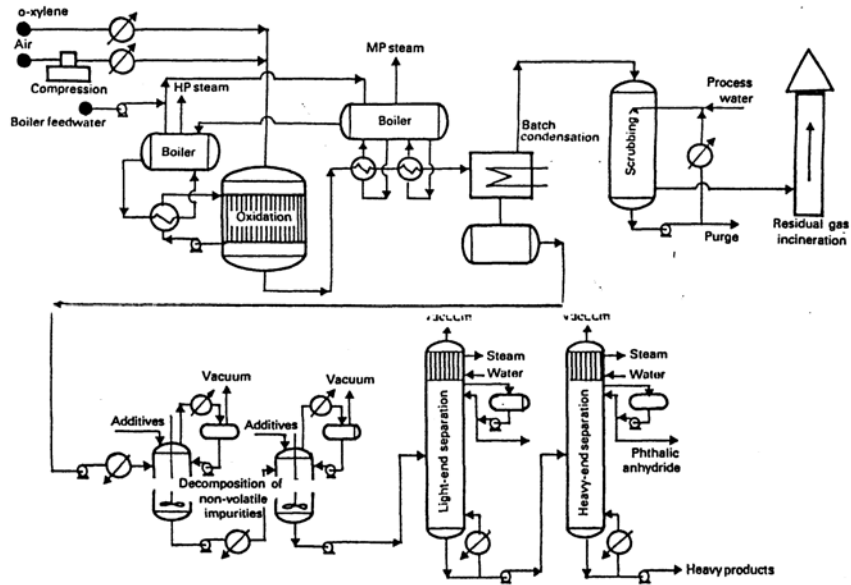 o-xylene
Air
Compression
Boiler feedwater
HP steam
MP steam
Boiler
Boiler
Oxidation
Batch
condensation
Scrubbing
Process
water
Purge
Residual gas
incineration
Vacuum
Vacuum
Additives
Additives
Decomposition of
non-volatile
impurities
Vacuum
Steam
Water
Light-end separation
Vacuum
Steam
Water
Heavy-end separation
Phthalic
anhydride
Heavy products